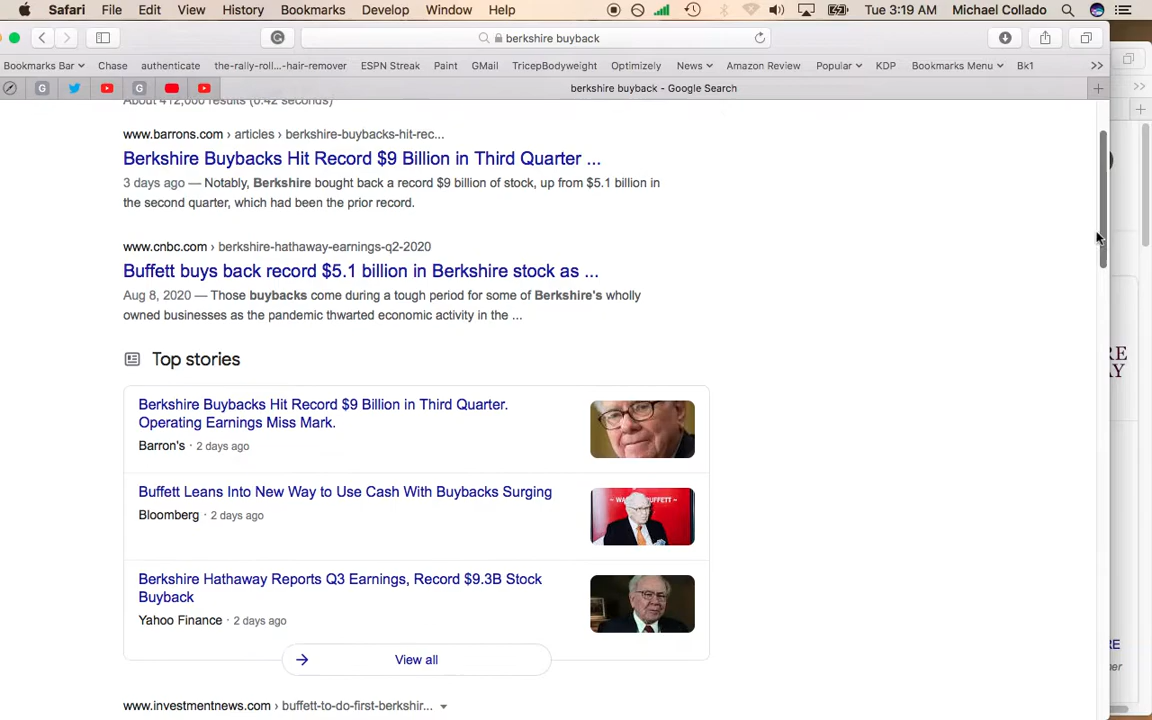 Safari File Edit View History Bookmarks Develop Window Help Tue 3:19 AM Michael Collado
berkshire buyback
Bookmarks Bar Chase authenticate the-rally-roll...-hair-remover ESPN Streak Paint GMail TricepBodyweight Optimizely News Amazon Review Popular KDP Bookmarks Menu Bk1 >>
G G berkshire buyback - Google Search +
About 412,000 results (0.42 seconds)
www.barrons.com › articles › berkshire-buybacks-hit-rec...
Berkshire Buybacks Hit Record $9 Billion in Third Quarter ...
3 days ago — Notably, Berkshire bought back a record $9 billion of stock, up from $5.1 billion in
the second quarter, which had been the prior record.
www.cnbc.com › berkshire-hathaway-earnings-q2-2020
Buffett buys back record $5.1 billion in Berkshire stock as ...
Aug 8, 2020 — Those buybacks come during a tough period for some of Berkshire's wholly
owned businesses as the pandemic thwarted economic activity in the ...
RE
AY
Top stories
Berkshire Buybacks Hit Record $9 Billion in Third Quarter.
Operating Earnings Miss Mark.
Barron's · 2 days ago
Buffett Leans Into New Way to Use Cash With Buybacks Surging
Bloomberg · 2 days ago
Berkshire Hathaway Reports Q3 Earnings, Record $9.3B Stock
Buyback
Yahoo Finance · 2 days ago
RE
View all
er
www.investmentnews.com › buffett-to-do-first-berkshir...